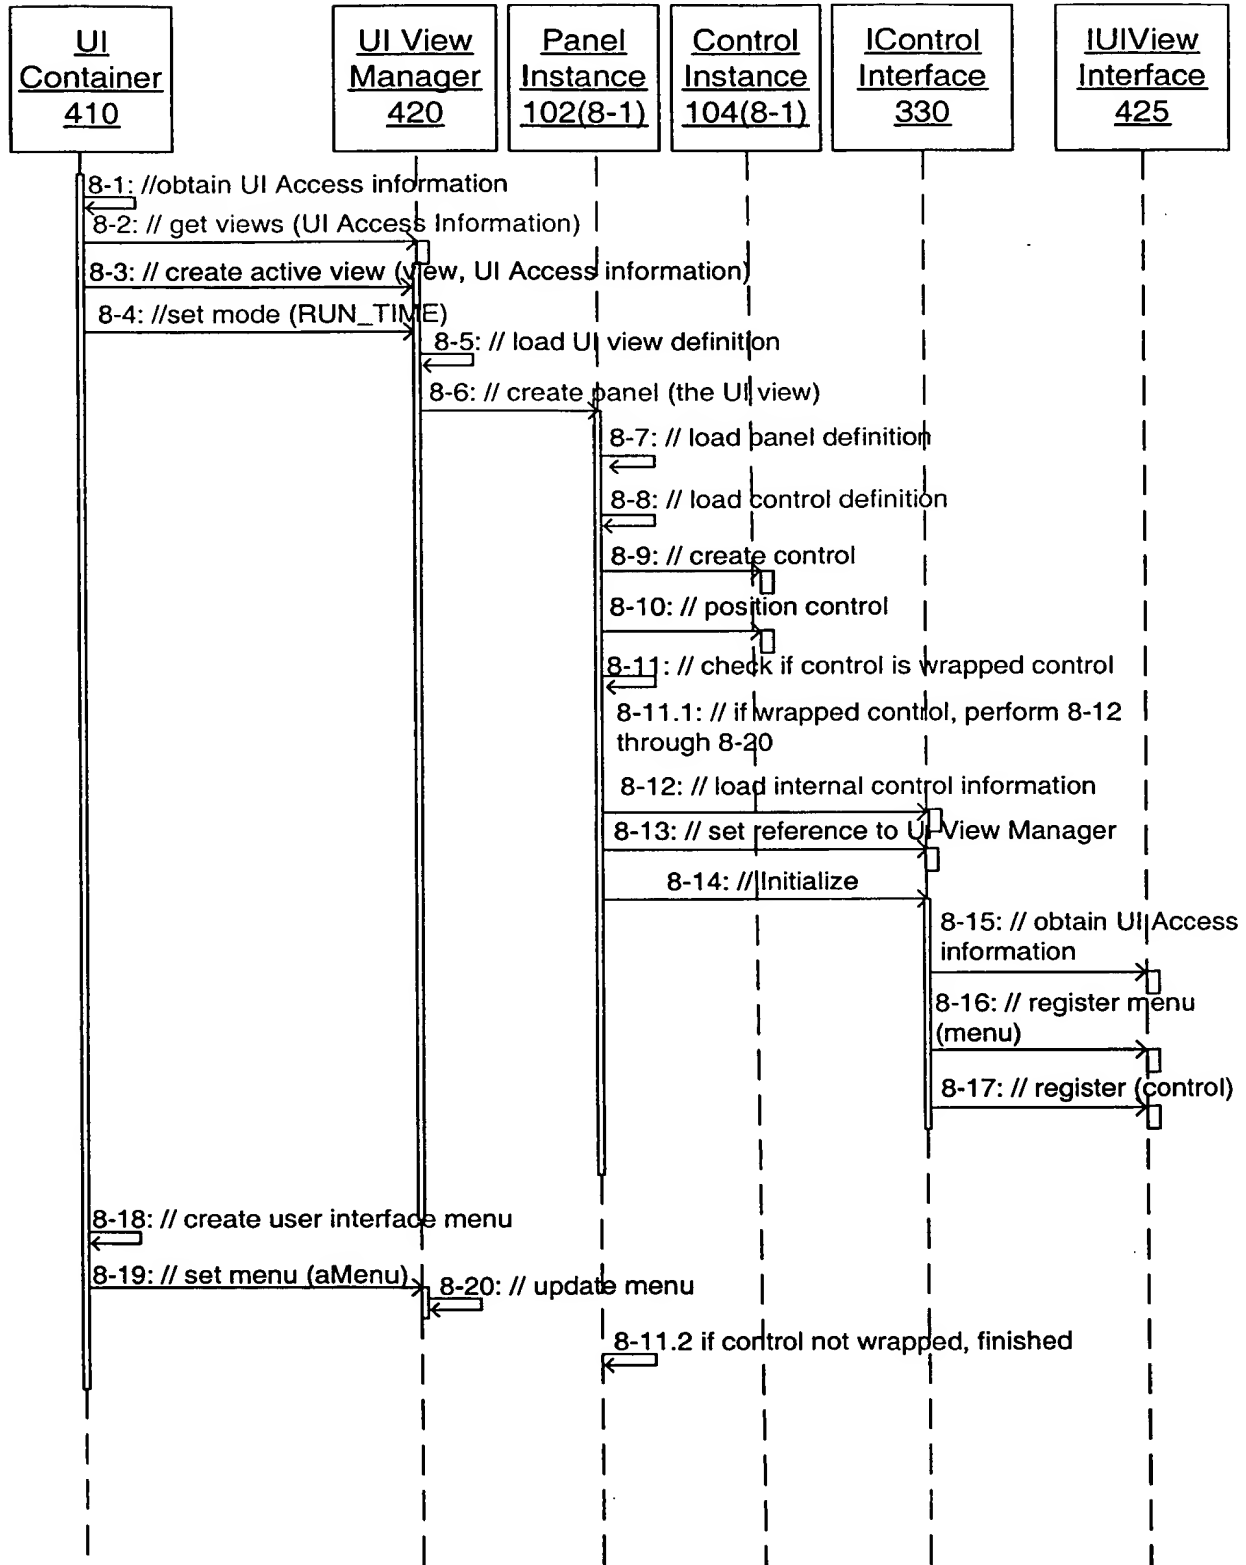 UI
Container
410
UI View
Manager
420
Panel
Instance
102(8-1)
Control
Instance
104(8-1)
IControl
Interface
330
IUIView
Interface
425
8-1: //obtain UI Access information
8-2: // get views (UI Access Information)
8-3: // create active view (view, UI Access information)
8-4: //set mode (RUN_TIME)
8-5: // load UI view definition
8-6: // create panel (the UI view)
8-7: // load panel definition
8-8: // load control definition
8-9: // create control
8-10: // position control
8-11: // check if control is wrapped control
8-11.1: // if wrapped control, perform 8-12
through 8-20
8-12: // load internal control information
8-13: // set reference to UI View Manager
8-14: // Initialize
8-15: // obtain UI Access
information
8-16: // register menu
(menu)
8-17: // register (control)
8-18: // create user interface menu
8-19: // set menu (aMenu)
8-20: // update menu
8-11.2 if control not wrapped, finished